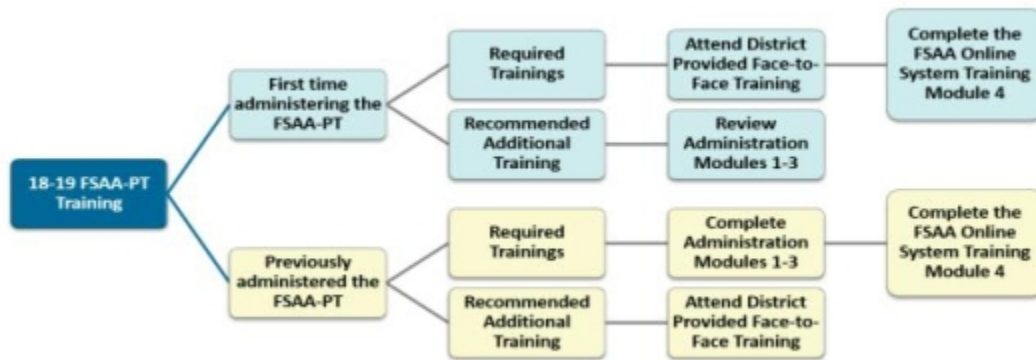 18-19 FSAA-PT
Training
First time
administering the
FSAA-PT
Required
Trainings
Attend District
Provided Face-to-
Face Training
Complete the
FSAA Online
System Training
Module 4
Recommended
Additional
Training
Review
Administration
Modules 1-3
Previously
administered the
FSAA-PT
Required
Trainings
Complete
Administration
Modules 1-3
Complete the
FSAA Online
System Training
Module 4
Recommended
Additional
Training
Attend District
Provided Face-to-
Face Training